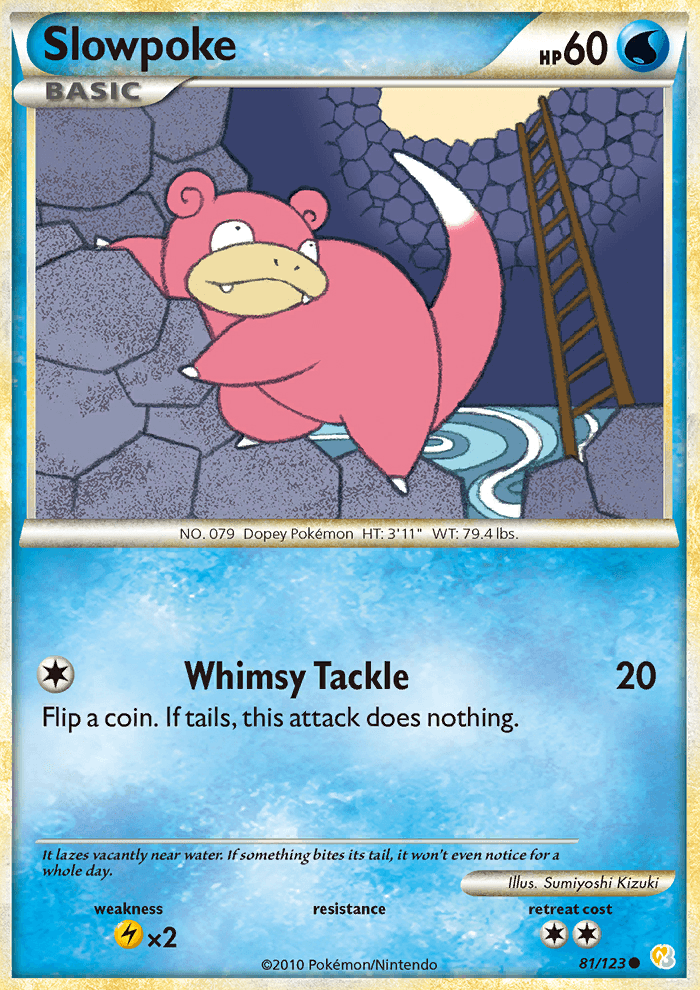 Slowpoke
HP60
BASIC
NO. 079 Dopey Pokémon HT: 3'11" WT: 79.4 lbs.
Whimsy Tackle 20
Flip a coin. If tails, this attack does nothing.
It lazes vacantly near water. If something bites its tail, it won't even notice for a
whole day.
Illus. Sumiyoshi Kizuki
weakness resistance retreat cost
×2
©2010 Pokémon/Nintendo 81/123